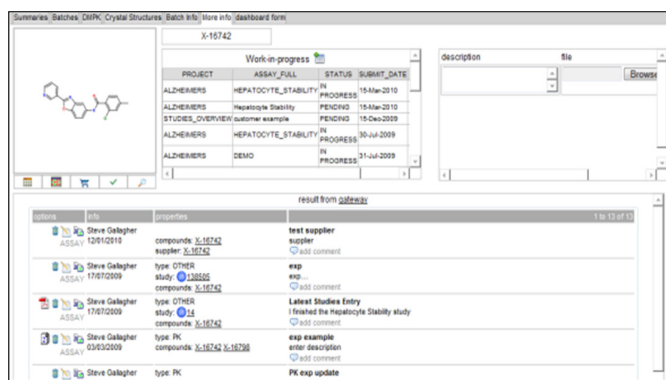 Summaries Batches DMPK Crystal Structures Batch Info More info dashboard form
X-16742
Work-in-progress
PROJECT ASSAY_FULL STATUS SUBMIT_DATE
ALZHEIMERS HEPATOCYTE_STABILITY IN PROGRESS 15-Mar-2010
ALZHEIMERS Hepatocyte Stability PENDING 15-Mar-2010
STUDIES_OVERVIEW customer example PENDING 15-Dec-2009
ALZHEIMERS HEPATOCYTE_STABILITY IN PROGRESS 30-Jul-2009
ALZHEIMERS DEMO IN PROGRESS 31-Jul-2009
description file
Browse
result from gateway
options info properties 1 to 13 of 13
Steve Gallagher test supplier
ASSAY 12/01/2010 compounds: X-16742 supplier
supplier: X-16742 add comment
Steve Gallagher type: OTHER exp
ASSAY 17/07/2009 study: 138505 exp...
compounds: X-16742 add comment
Steve Gallagher type: OTHER Latest Studies Entry
ASSAY 17/07/2009 study: 14 I finished the Hepatocyte Stability study
compounds: X-16742 add comment
Steve Gallagher type: PK exp example
ASSAY 03/03/2009 compounds: X-16742 X-16798 enter description
add comment
Steve Gallagher type: PK PK exp update